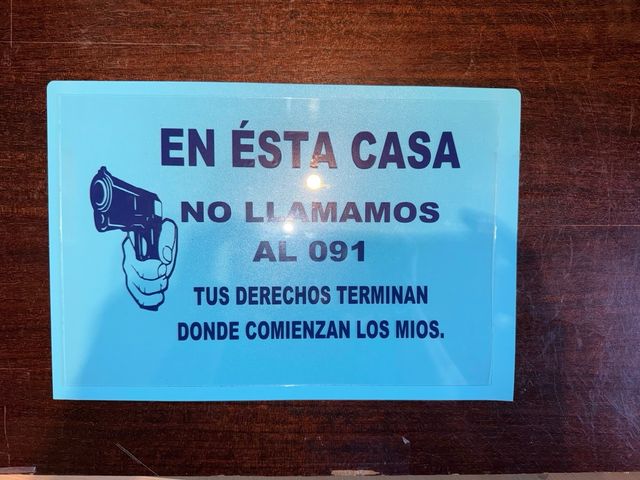 EN ÉSTA CASA
NO LLAMAMOS
AL 091
TUS DERECHOS TERMINAN
DONDE COMIENZAN LOS MIOS.